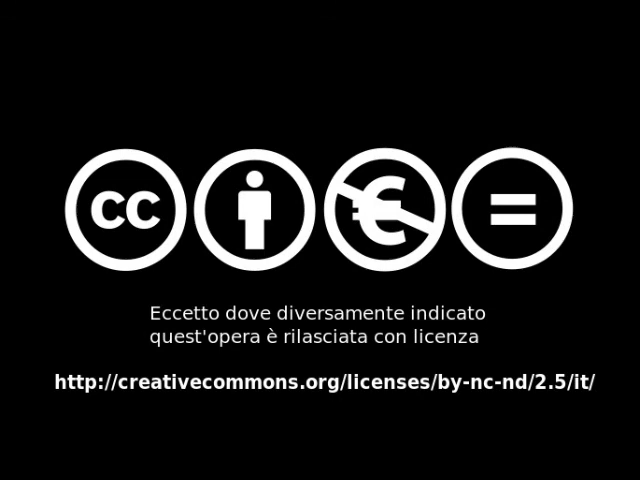 cc
Eccetto dove diversamente indicato
quest'opera è rilasciata con licenza
http://creativecommons.org/licenses/by-nc-nd/2.5/it/